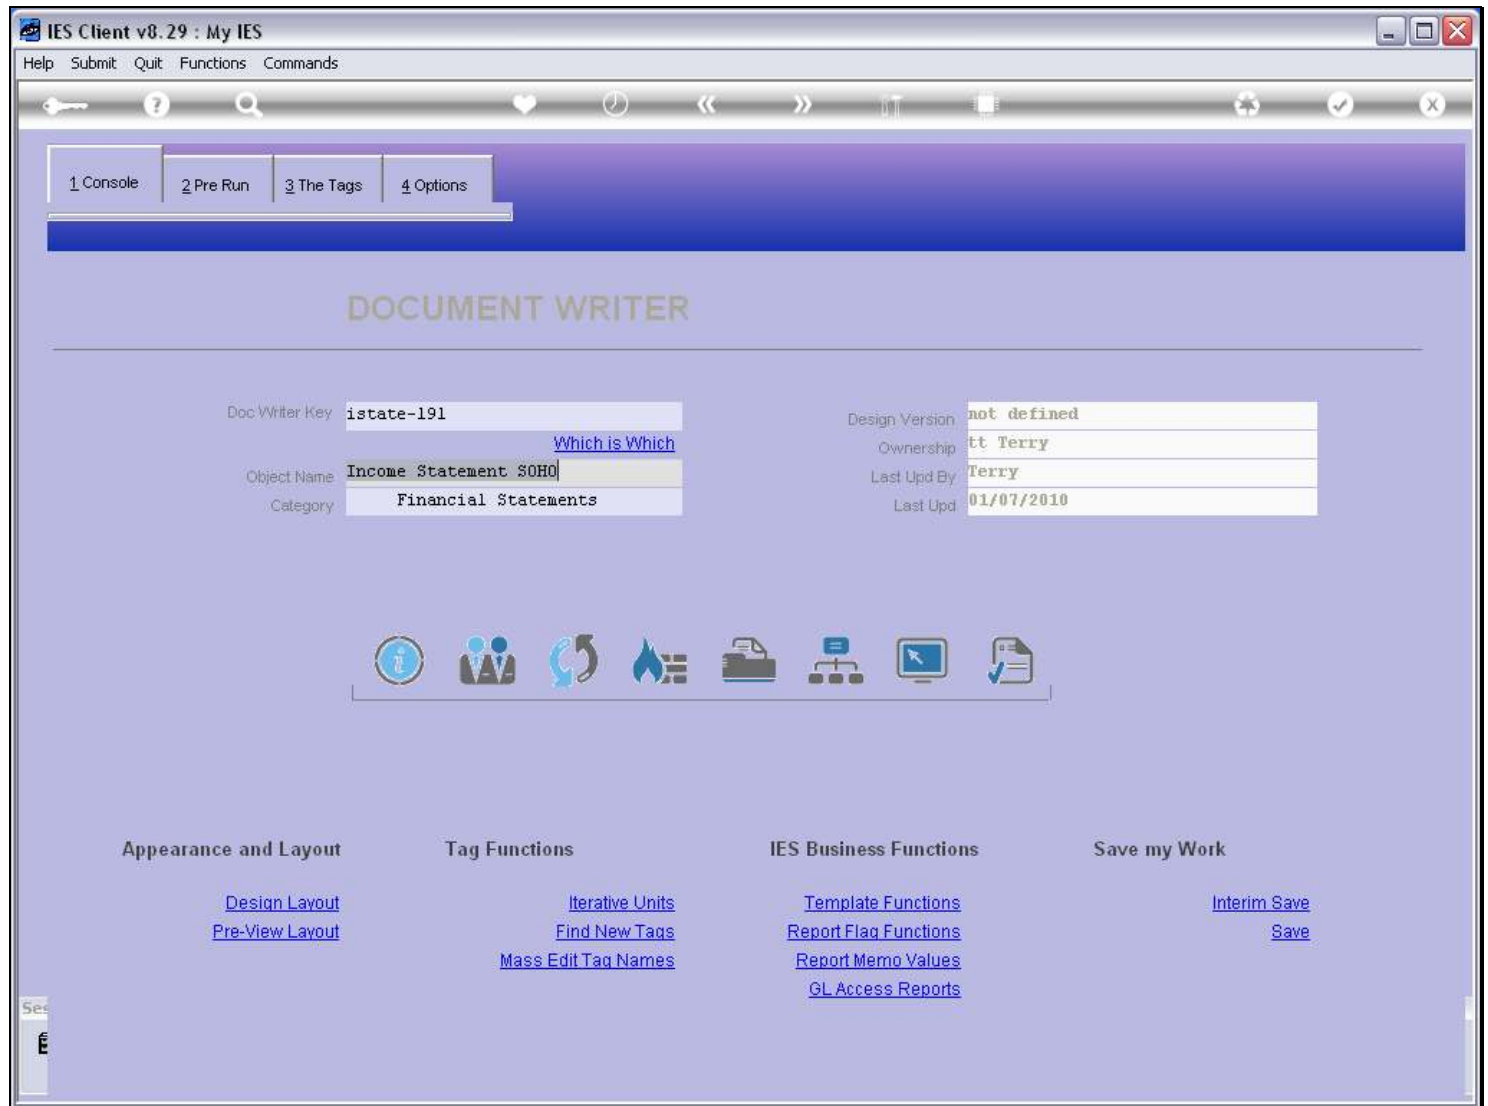 IES Client v8.29 : My IES
Help Submit Quit Functions Commands
1 Console
2 Pre Run
3 The Tags
4 Options
DOCUMENT WRITER
Doc Writer Key istate-191
Which is Which
Object Name Income Statement SOHO
Category Financial Statements
Design Version not defined
Ownership tt Terry
Last Upd By Terry
Last Upd 01/07/2010
Appearance and Layout
Design Layout
Pre-View Layout
Tag Functions
Iterative Units
Find New Tags
Mass Edit Tag Names
IES Business Functions
Template Functions
Report Flag Functions
Report Memo Values
GL Access Reports
Save my Work
Interim Save
Save